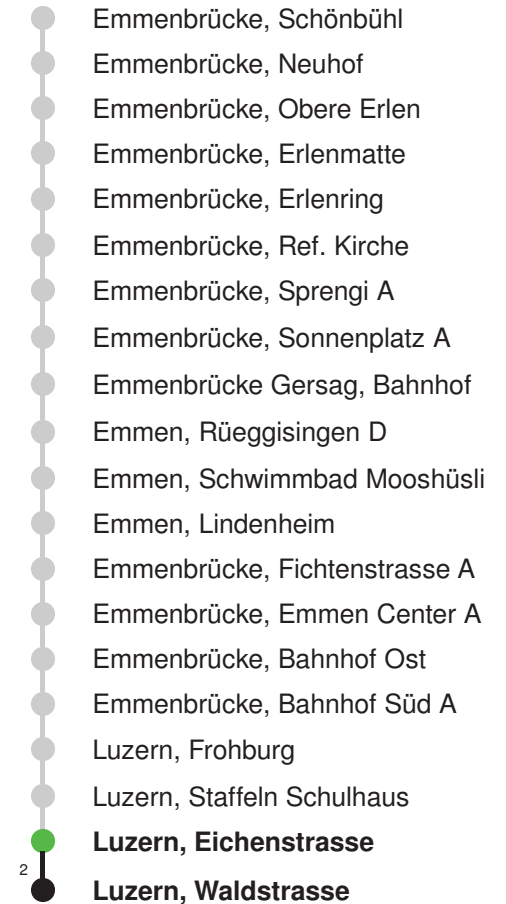 Emmenbrücke, Schönbühl
Emmenbrücke, Neuhof
Emmenbrücke, Obere Erlen
Emmenbrücke, Erlenmatte
Emmenbrücke, Erlenring
Emmenbrücke, Ref. Kirche
Emmenbrücke, Sprengi A
Emmenbrücke, Sonnenplatz A
Emmenbrücke Gersag, Bahnhof
Emmen, Rüeggisingen D
Emmen, Schwimmbad Mooshüsli
Emmen, Lindenheim
Emmenbrücke, Fichtenstrasse A
Emmenbrücke, Emmen Center A
Emmenbrücke, Bahnhof Ost
Emmenbrücke, Bahnhof Süd A
Luzern, Frohburg
Luzern, Staffeln Schulhaus
Luzern, Eichenstrasse
2
Luzern, Waldstrasse